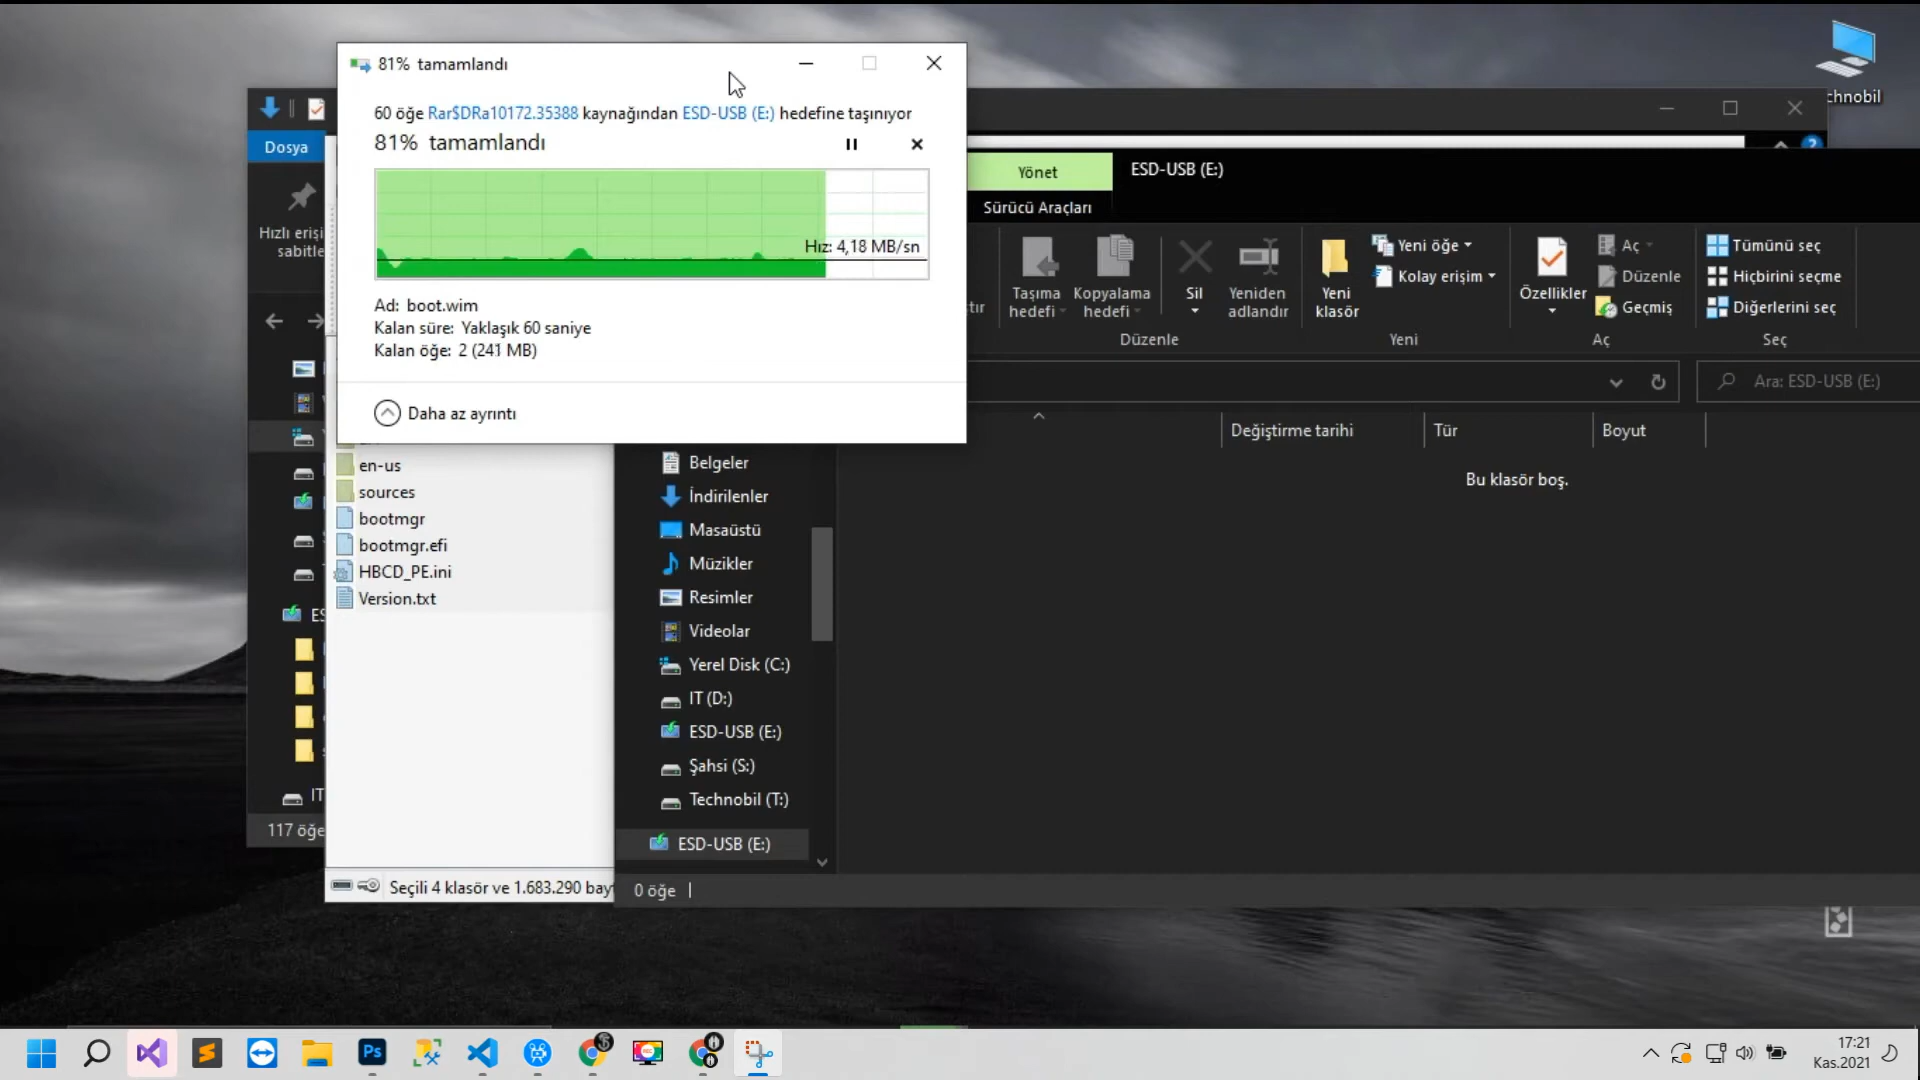 81% tamamlandı
60 öğe Rar$DRa10172.35388 kaynağından ESD-USB (E:) hedefine taşınıyor
81% tamamlandı
Hız: 4,18 MB/sn
Ad: boot.wim
Kalan süre: Yaklaşık 60 saniye
Kalan öğe: 2 (241 MB)
Daha az ayrıntı
chnobil
Dosya
Hızlı erişi
sabitle
Yönet
ESD-USB (E:)
Sürücü Araçları
Taşıma
hedefi
Kopyalama
hedefi
Sil
Yeniden
adlandır
Düzenle
Yeni
klasör
Yeni öğe
Kolay erişim
Yeni
Özellikler
Aç
Düzenle
Geçmiş
Aç
Tümünü seç
Hiçbirini seçme
Diğerlerini seç
Seç
Ara: ESD-USB (E:)
Değiştirme tarihi
Tür
Boyut
Bu klasör boş.
en-us
sources
bootmgr
bootmgr.efi
HBCD_PE.ini
Version.txt
Belgeler
İndirilenler
Masaüstü
Müzikler
Resimler
Videolar
Yerel Disk (C:)
IT (D:)
ESD-USB (E:)
Şahsi (S:)
Technobil (T:)
ESD-USB (E:)
ES
IT
117 öğe
Seçili 4 klasör ve 1.683.290 bay
0 öğe
Ps
17:21
Kas.2021